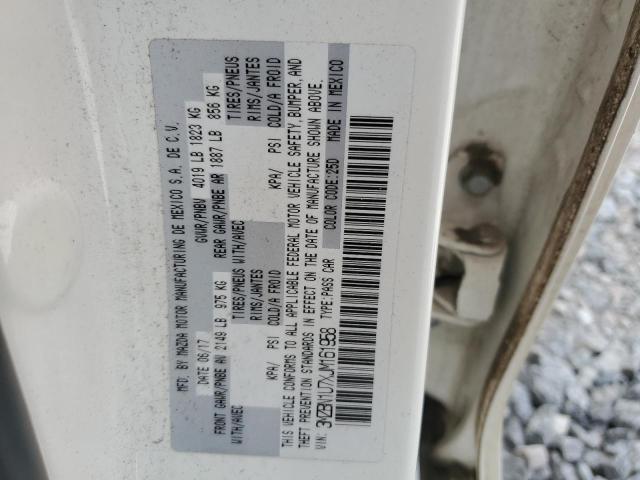 MFD. BY MAZDA MOTOR MANUFACTURING DE MEXICO S.A. DE C.V.
DATE 06/17 GVWR/PNBV 4019 LB 1823 KG
FRONT GAWR/PNBE AV 2149 LB 975 KG REAR GAWR/PNBE AR 1887 LB 856 KG
WITH/AVEC TIRES/PNEUS WITH/AVEC TIRES/PNEUS
RIMS/JANTES RIMS/JANTES
KPA/ PSI COLD/A FROID KPA/ PSI COLD/A FROID
THIS VEHICLE CONFORMS TO ALL APPLICABLE FEDERAL MOTOR VEHICLE SAFETY, BUMPER, AND
THEFT PREVENTION STANDARDS IN EFFECT ON THE DATE OF MANUFACTURE SHOWN ABOVE.
VIN: 3MZBN1U7XJM161968 TYPE:PASS CAR COLOR CODE:25D MADE IN MEXICO